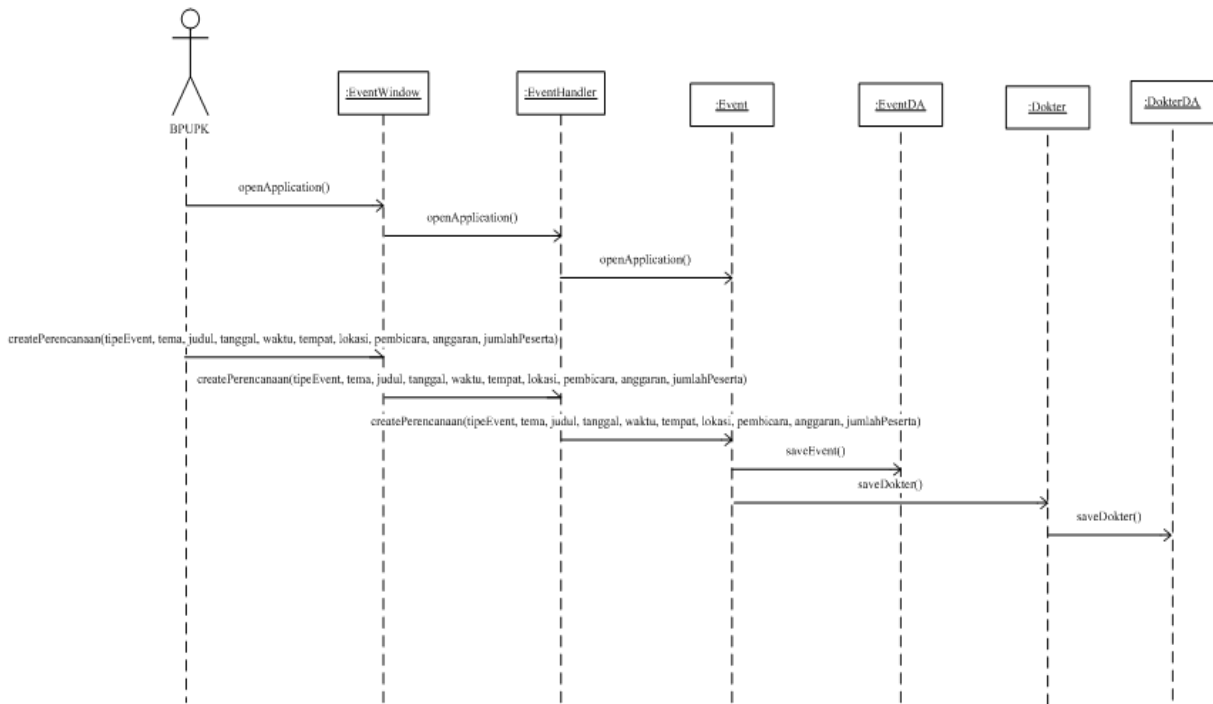 :EventWindow
:EventHandler
:Event
:EventDA
:Dokter
:DokterDA
BPUPK
openApplication()
openApplication()
openApplication()
createPerencanaan(tipeEvent, tema, judul, tanggal, waktu, tempat, lokasi, pembicara, anggaran, jumlahPeserta)
createPerencanaan(tipeEvent, tema, judul, tanggal, waktu, tempat, lokasi, pembicara, anggaran, jumlahPeserta)
createPerencanaan(tipeEvent, tema, judul, tanggal, waktu, tempat, lokasi, pembicara, anggaran, jumlahPeserta)
saveEvent()
saveDokter()
saveDokter()